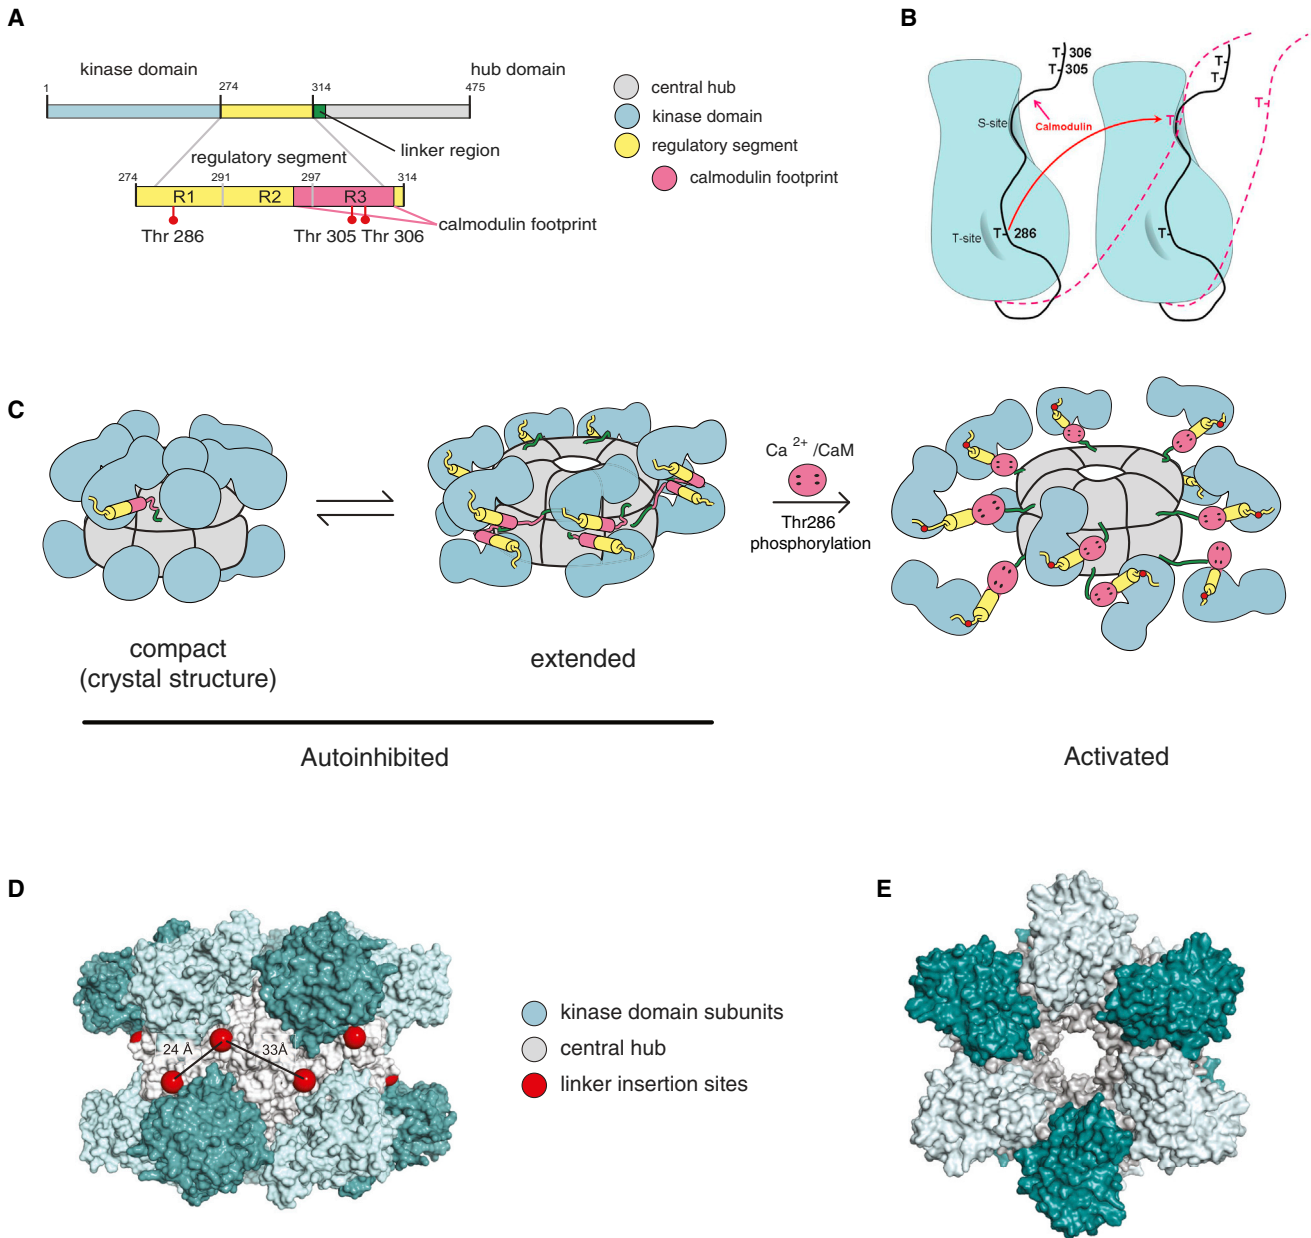 A
kinase domain
hub domain
1
274
314
475
regulatory segment
linker region
274
291
297
314
R1
R2
R3
calmodulin footprint
Thr 286
Thr 305
Thr 306
central hub
kinase domain
regulatory segment
calmodulin footprint
B
T- 306
T- 305
T-
T-
T-
S-site
Calmodulin
T-
T-site
T- 286
T-
C
Ca 2+ /CaM
Thr286
phosphorylation
compact
(crystal structure)
extended
Autoinhibited
Activated
D
24 Å
33Å
kinase domain subunits
central hub
linker insertion sites
E